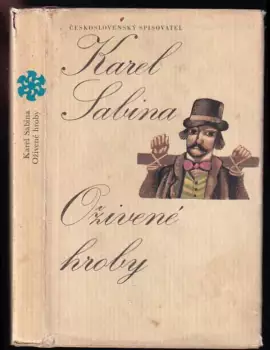 ČESKOSLOVENSKÝ SPISOVATEL
Karel
Sabina
Oživené
hroby
Karel Sabina
Oživené hroby